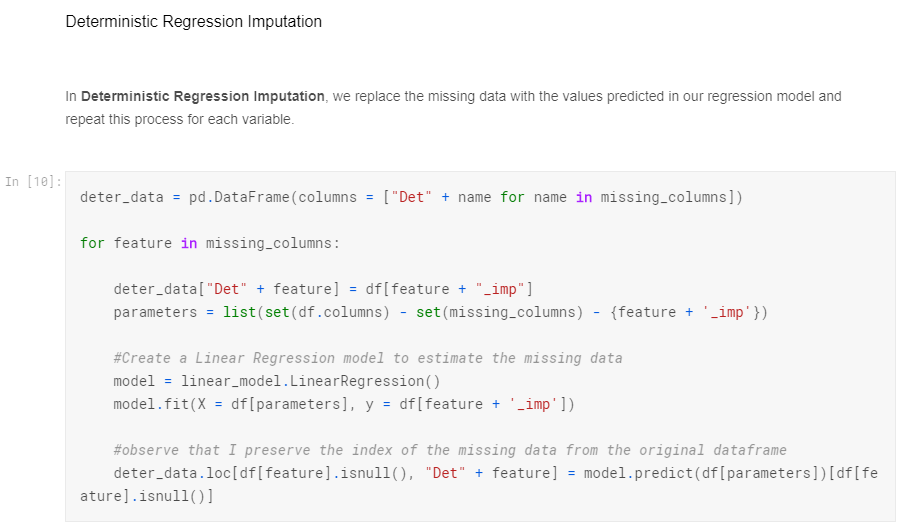 Deterministic Regression Imputation
In Deterministic Regression Imputation, we replace the missing data with the values predicted in our regression model and
repeat this process for each variable.
In [10]:
deter_data = pd.DataFrame(columns = ["Det" + name for name in missing_columns])
for feature in missing_columns:
deter_data["Det" + feature] = df[feature + "_imp"]
parameters = list(set(df.columns) - set(missing_columns) - {feature + '_imp'})
#Create a Linear Regression model to estimate the missing data
model = linear_model.LinearRegression()
model.fit(X = df[parameters], y = df[feature + '_imp'])
#observe that I preserve the index of the missing data from the original dataframe
deter_data.loc[df[feature].isnull(), "Det" + feature] = model.predict(df[parameters])[df[fe
ature].isnull()]